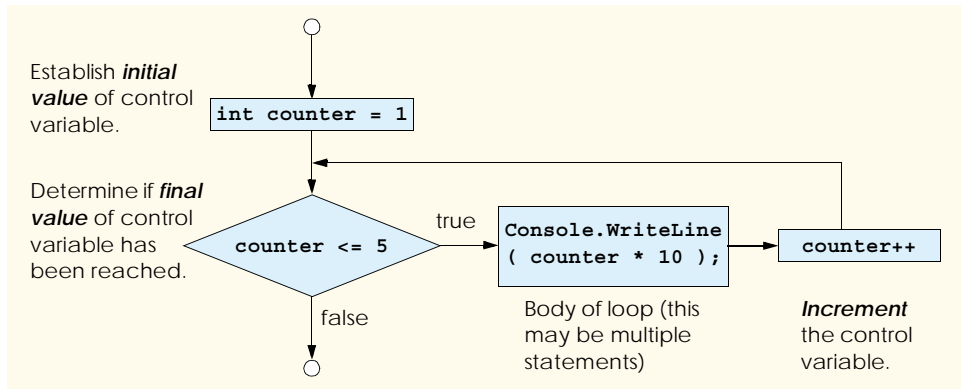 Establish initial
value of control
variable.
int counter = 1
Determine if final
value of control
variable has
been reached.
counter <= 5
true
false
Console.WriteLine
( counter * 10 );
Body of loop (this
may be multiple
statements)
counter++
Increment
the control
variable.